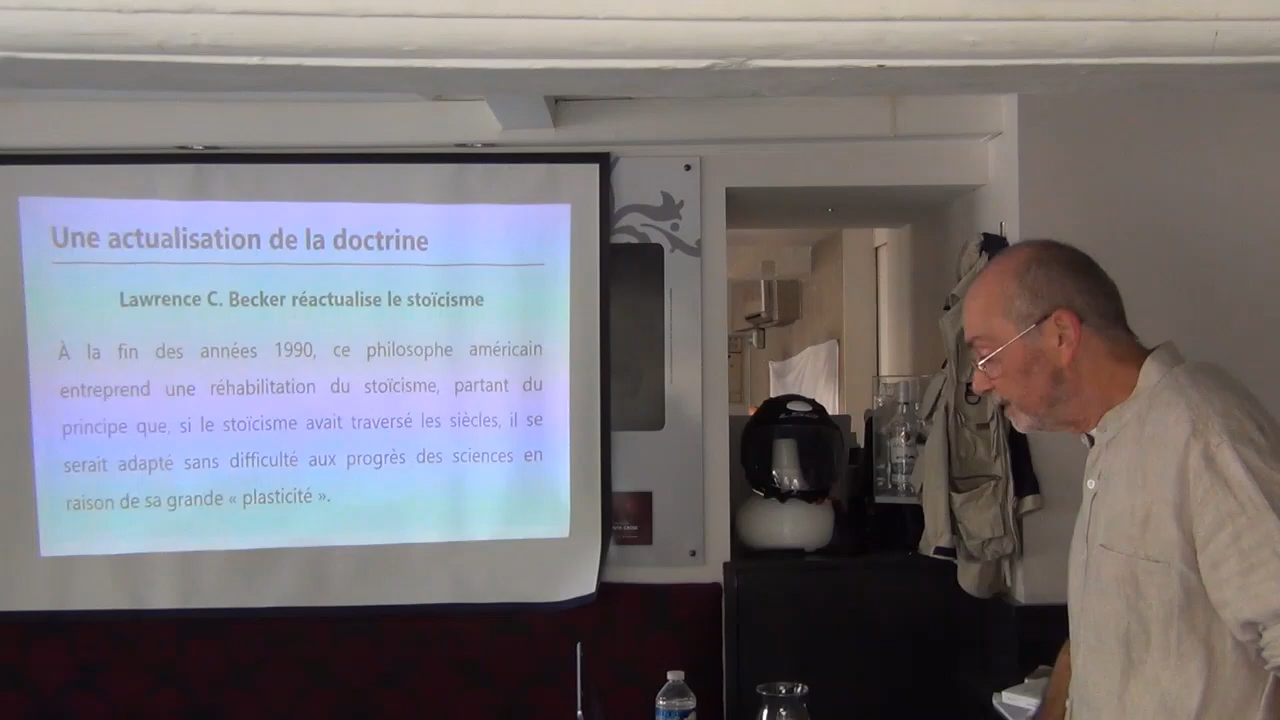 Une actualisation de la doctrine
Lawrence C. Becker réactualise le stoïcisme
À la fin des années 1990, ce philosophe américain
entreprend une réhabilitation du stoïcisme, partant du
principe que, si le stoïcisme avait traversé les siècles, il se
serait adapté sans difficulté aux progrès des sciences en
raison de sa grande « plasticité ».